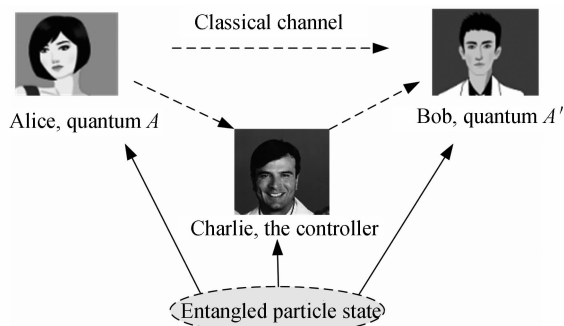 Classical channel
Alice, quantum A
Bob, quantum A′
Charlie, the controller
Entangled particle state